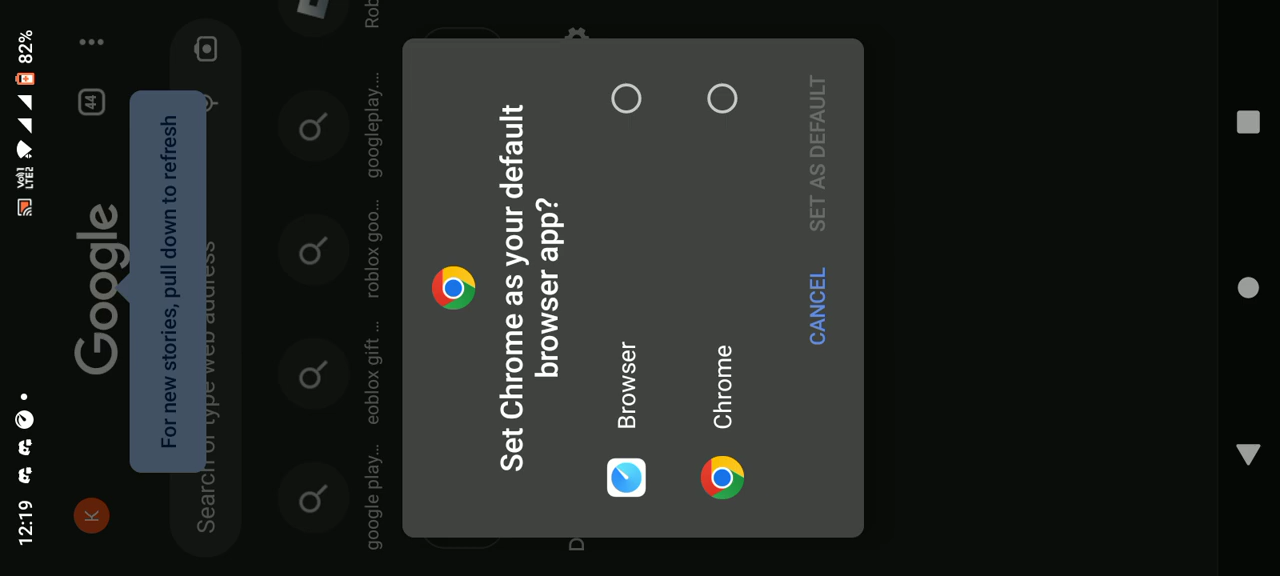 12:19
VoLTE1 LTE2
82%
K
Google
44
For new stories, pull down to refresh
Search or type web address
google play...
eoblox gift ...
roblox goo...
googleplay....
Rob
D
Set Chrome as your default
browser app?
Browser
Chrome
CANCEL
SET AS DEFAULT